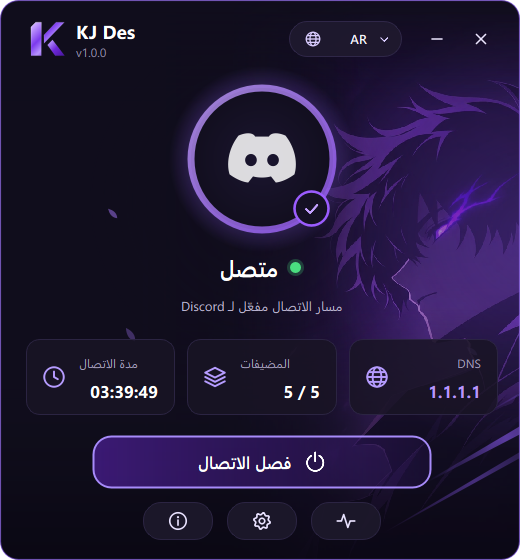 KJ Des
v1.0.0
AR
متصل
مسار الاتصال مفعّل لـ Discord
مدة الاتصال
03:39:49
المضيفات
5 / 5
DNS
1.1.1.1
فصل الاتصال